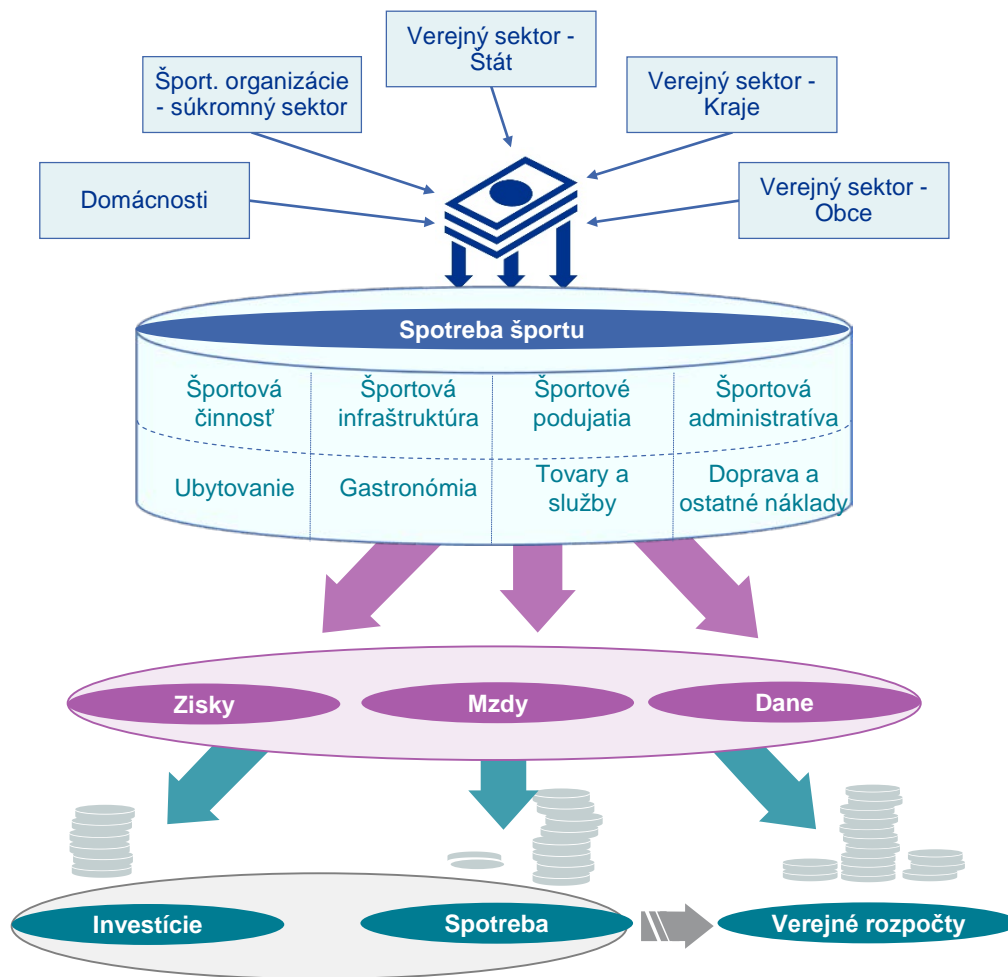 Verejný sektor -
Štát
Šport. organizácie
- súkromný sektor
Verejný sektor -
Kraje
Domácnosti
Verejný sektor -
Obce
Spotreba športu
Športová
činnosť
Športová
infraštruktúra
Športové
podujatia
Športová
administratíva
Ubytovanie
Gastronómia
Tovary a
služby
Doprava a
ostatné náklady
Zisky
Mzdy
Dane
Investície
Spotreba
Verejné rozpočty